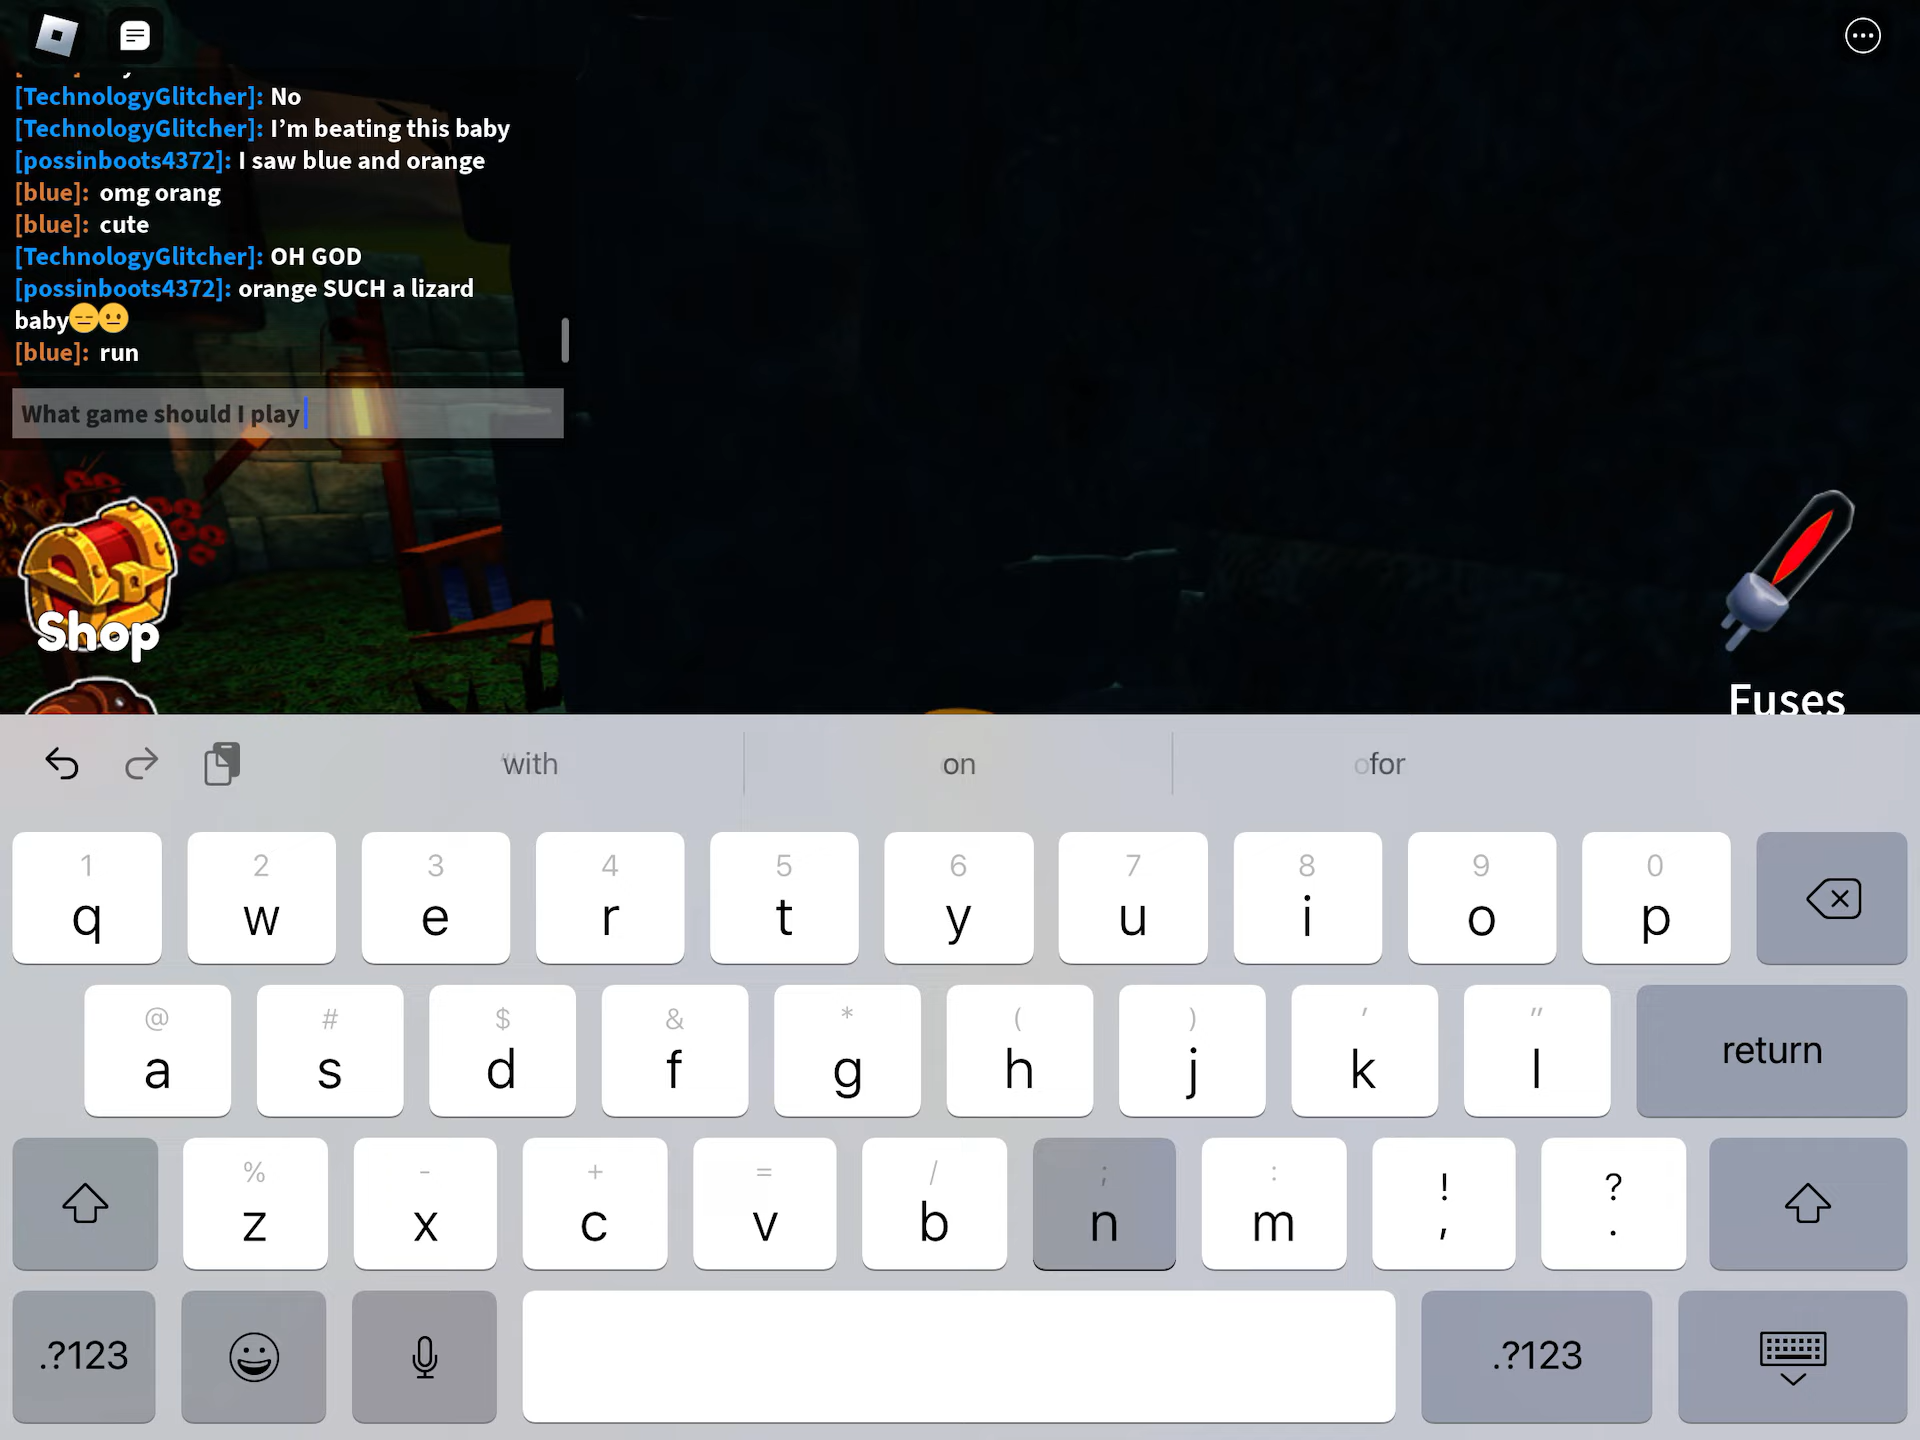 [TechnologyGlitcher]: No
[TechnologyGlitcher]: I'm beating this baby
[possinboots4372]: I saw blue and orange
[blue]: omg orang
[blue]: cute
[TechnologyGlitcher]: OH GOD
[possinboots4372]: orange SUCH a lizard
baby😑😐
[blue]: run
What game should I play
Shop
Fuses
with on for
1 2 3 4 5 6 7 8 9 0
q w e r t y u i o p
@ # $ & * ( ) ' "
a s d f g h j k l return
% - + = / ; : ! ?
z x c v b n m , .
.?123 .?123